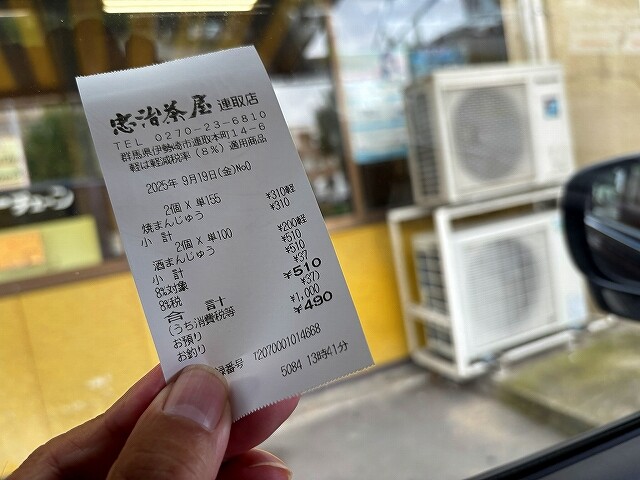 忠治茶屋 連取店
TEL 0270-23-6810
群馬県伊勢崎市連取本町14-6
軽は軽減税率(8%)適用商品
2025年 9月19日(金)No0
2個 X 単155
焼まんじゅう ¥310軽
小 計 ¥310
2個 X 単100
酒まんじゅう ¥200軽
小 計 ¥510
8%対象 ¥510
8%税 ¥37
合 計 ¥510
(うち消費税等 ¥37)
お預り ¥1,000
お釣り ¥490
録番号 T2070001014668
5084 13時41分